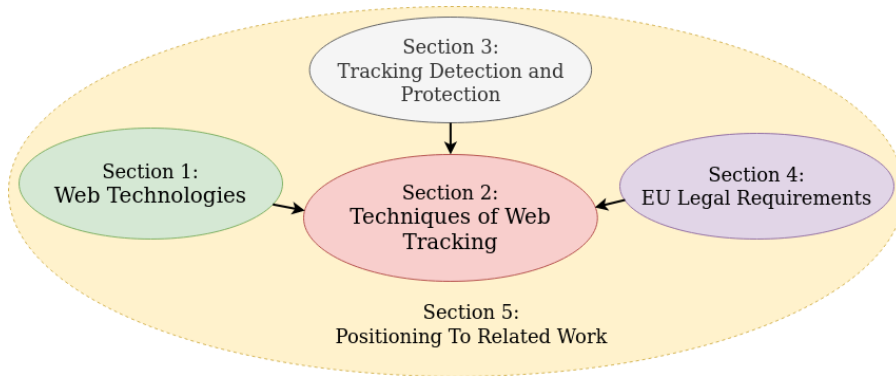 Section 3:
Tracking Detection and
Protection
Section 1:
Web Technologies
Section 2:
Techniques of Web
Tracking
Section 4:
EU Legal Requirements
Section 5:
Positioning To Related Work